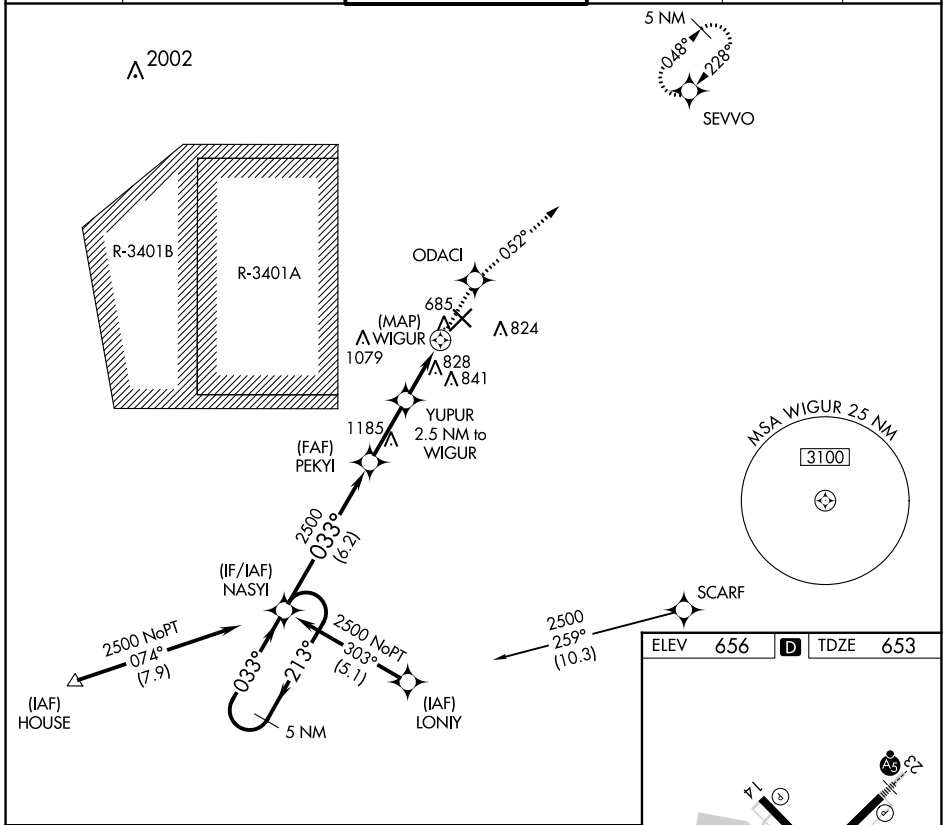 5 NM
2002
048°
228°
SEVVO
R-3401B
R-3401A
ODACI
052°
685
(MAP)
WIGUR
824
1079
828
841
YUPUR
2.5 NM to
WIGUR
1185
(FAF)
PEKYI
MSA WIGUR 25 NM
3100
2500
033°
(6.2)
(IF/IAF)
NASYI
SCARF
2500 NoPT
074°
(7.9)
2500 NoPT
303°
(5.1)
2500
259°
(10.3)
033°
213°
(IAF)
HOUSE
(IAF)
LONIY
5 NM
ELEV 656 D TDZE 653
A5
23
14
P
P